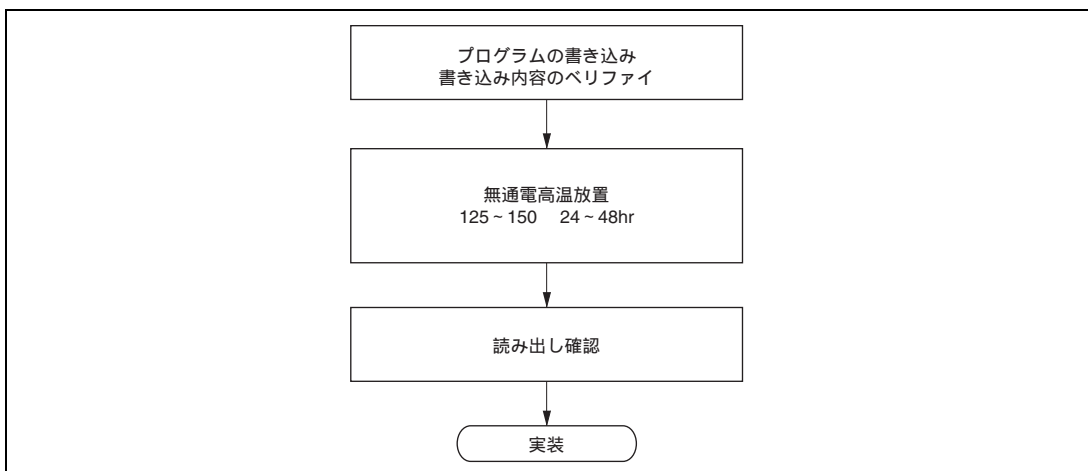 プログラムの書き込み
書き込み内容のベリファイ
無通電高温放置
125~150 24~48hr
読み出し確認
実装